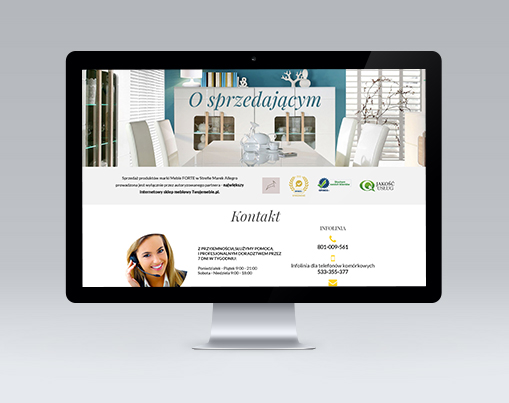 O sprzedającym
Sprzedaż produktów marki Meble FORTE w Strefie Marek Allegro
prowadzona jest wyłącznie przez autoryzowanego partnera - największy
internetowy sklep meblowy Twojemeble.pl.
JAKOŚĆ
USŁUG
Kontakt
INFOLINIA
801-009-561
Z PRZYJEMNOŚCIĄ SŁUŻYMY POMOCĄ
I PROFESJONALNYM DORADZTWEM PRZEZ
7 DNI W TYGODNIU.
Poniedziałek - Piątek 9:00 - 21:00
Sobota - Niedziela 9:00 - 18:00
Infolinia dla telefonów komórkowych
533-355-377